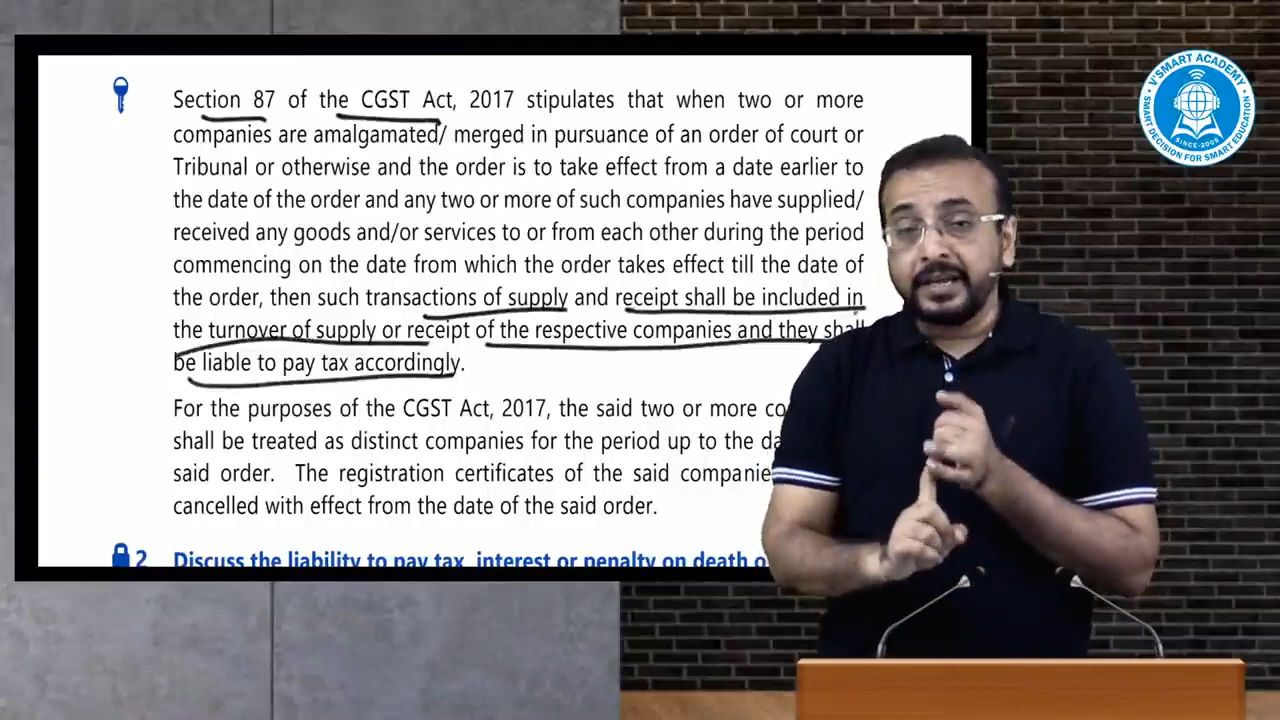 Section 87 of the CGST Act, 2017 stipulates that when two or more
companies are amalgamated/ merged in pursuance of an order of court or
Tribunal or otherwise and the order is to take effect from a date earlier to
the date of the order and any two or more of such companies have supplied/
received any goods and/or services to or from each other during the period
commencing on the date from which the order takes effect till the date of
the order, then such transactions of supply and receipt shall be included in
the turnover of supply or receipt of the respective companies and they shall
be liable to pay tax accordingly.
For the purposes of the CGST Act, 2017, the said two or more
shall be treated as distinct companies for the period up to the
said order. The registration certificates of the said
cancelled with effect from the date of the said order.
2 Discuss the liability to pay tax, interest or penalty on death
V'SMART ACADEMY
SMART DECISION FOR SMART EDUCATION
SINCE-2005